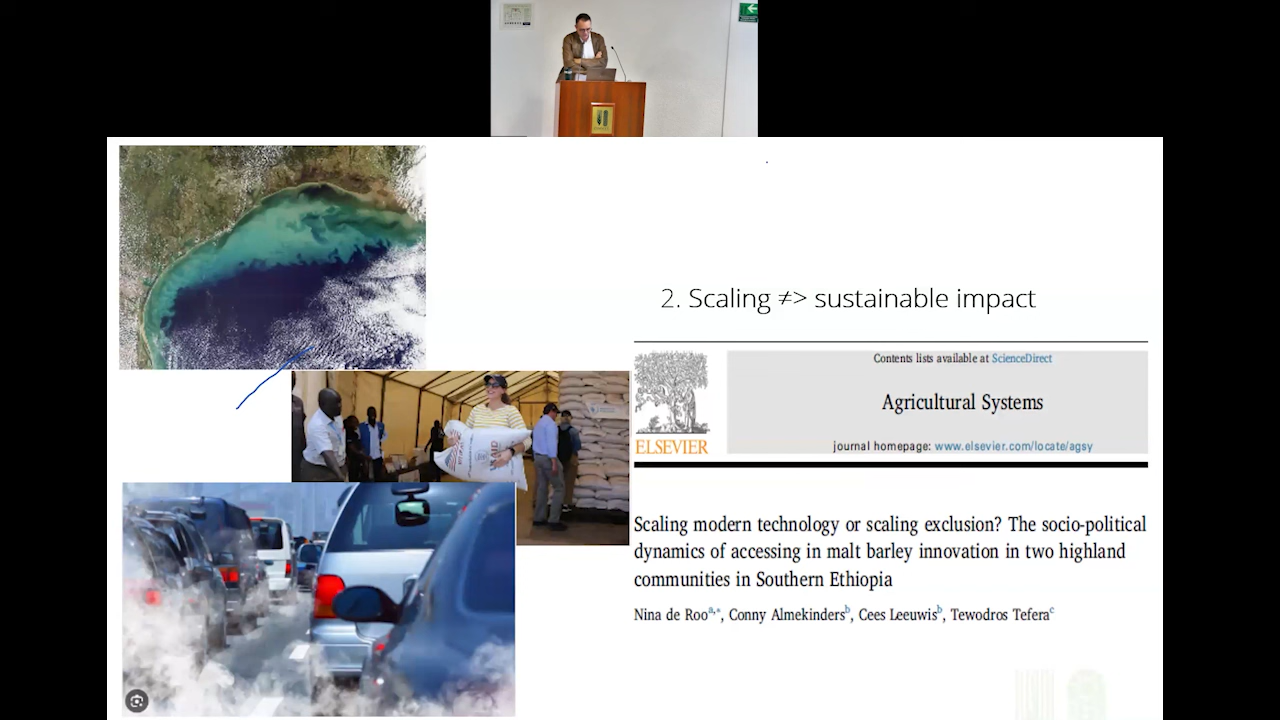 2. Scaling ≠> sustainable impact
Contents lists available at ScienceDirect
Agricultural Systems
journal homepage: www.elsevier.com/locate/agsy
ELSEVIER
Scaling modern technology or scaling exclusion? The socio-political
dynamics of accessing in malt barley innovation in two highland
communities in Southern Ethiopia
Nina de Roo a,*, Conny Almekinders b, Cees Leeuwis b, Tewodros Tefera c
USAID